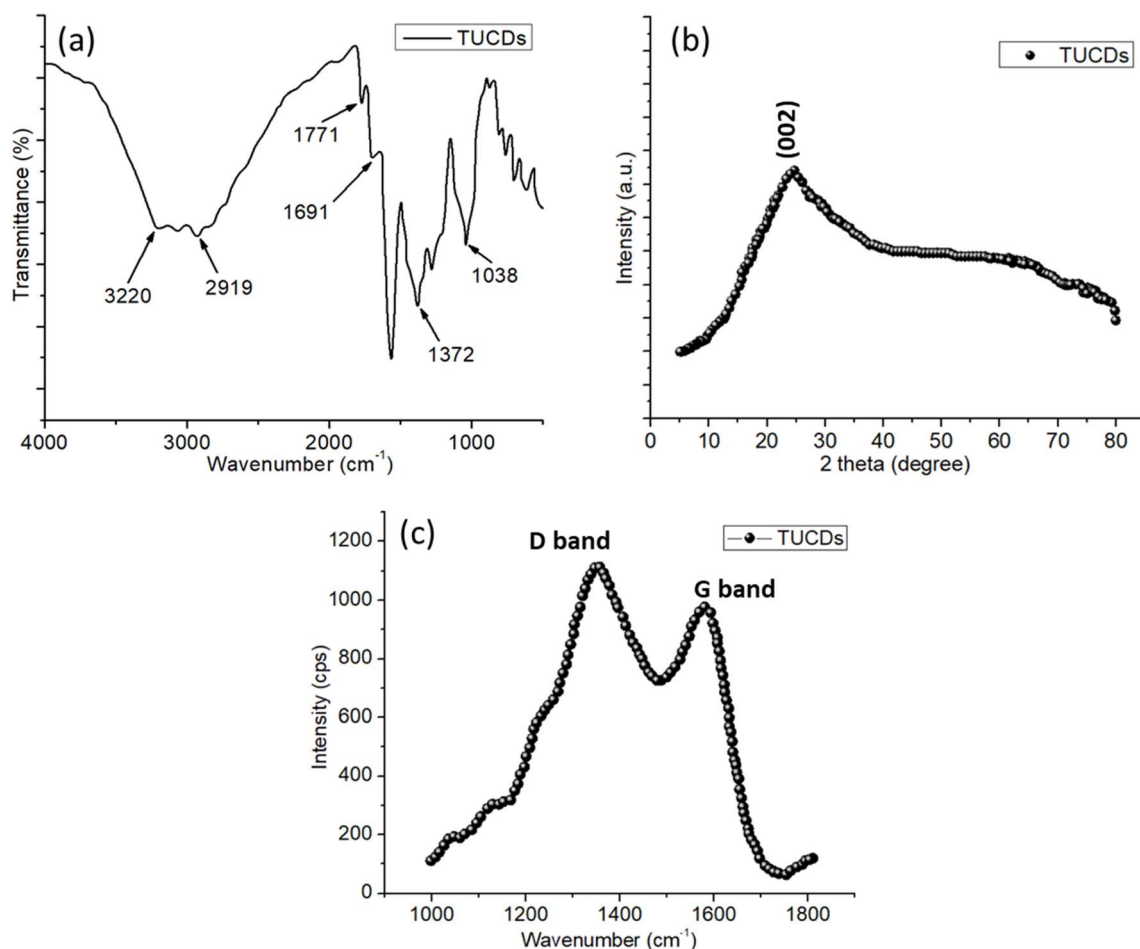 (a)
TUCDs
Transmittance (%)
1771
1691
3220
2919
1038
1372
4000 3000 2000 1000
Wavenumber (cm⁻¹)
(b)
TUCDs
(002)
Intensity (a.u.)
0 10 20 30 40 50 60 70 80
2 theta (degree)
(c)
TUCDs
D band
G band
Intensity (cps)
1200
1000
800
600
400
200
0
1000 1200 1400 1600 1800
Wavenumber (cm⁻¹)